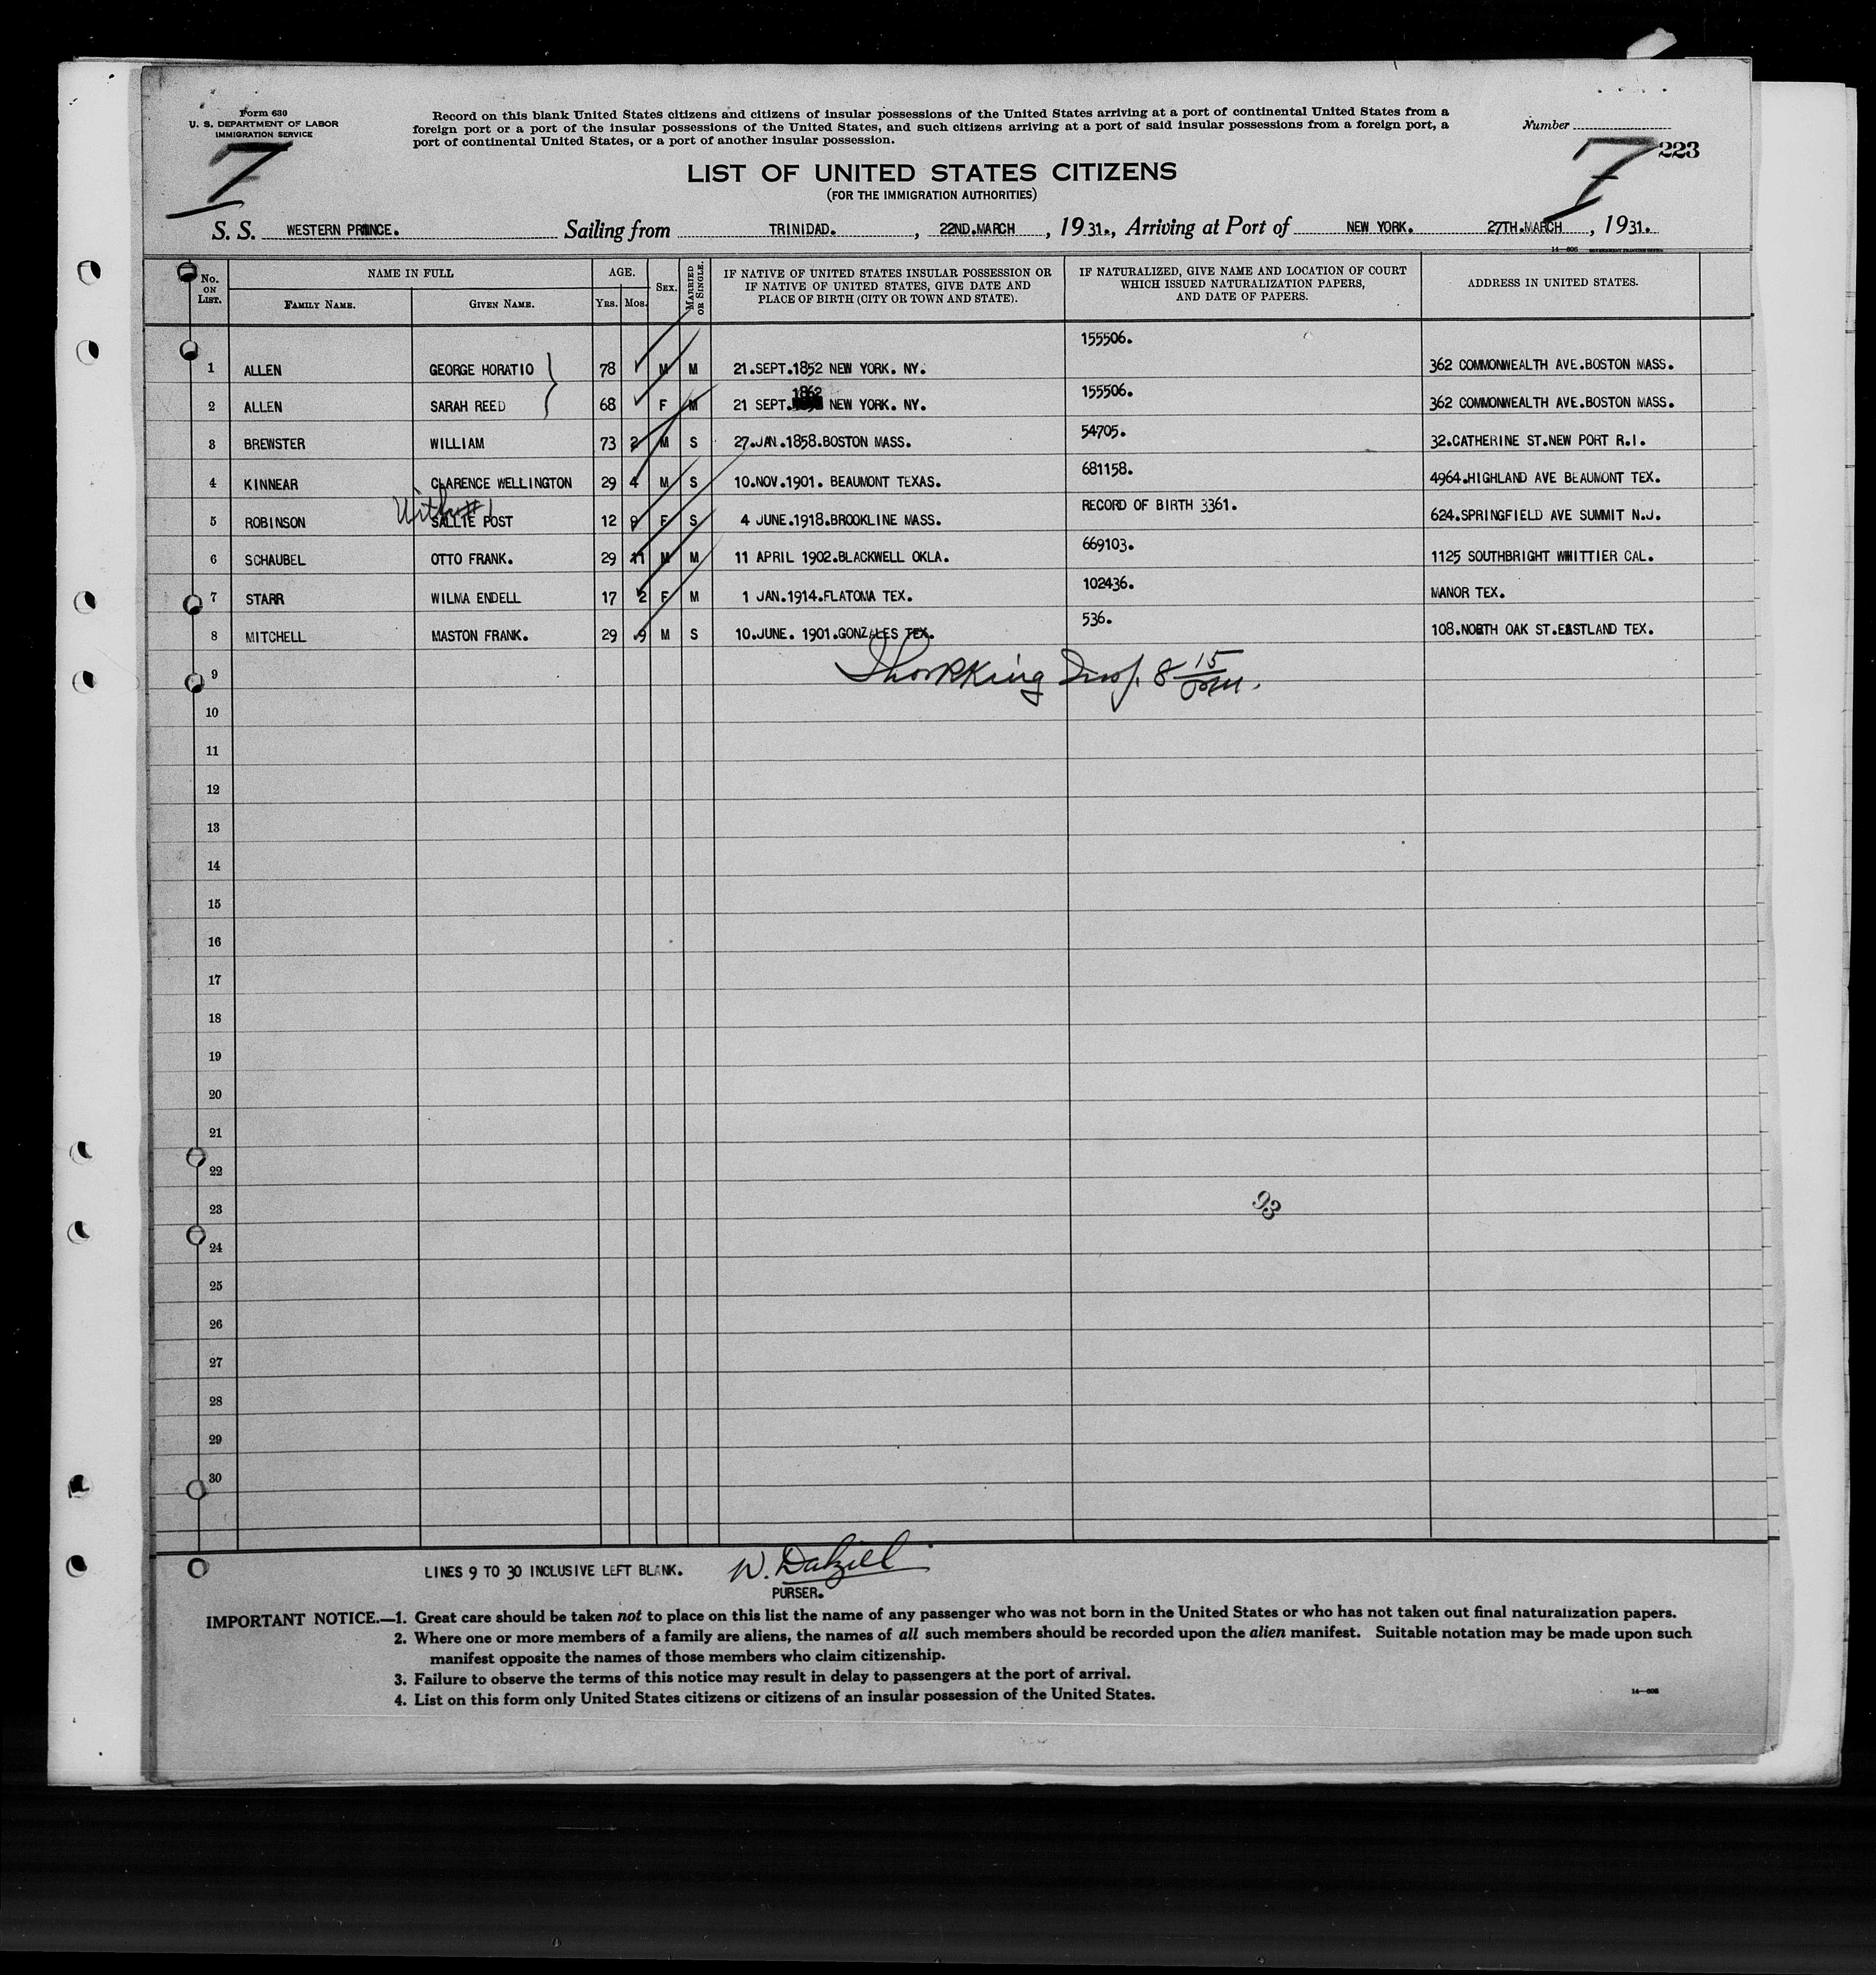 Form 630
U. S. DEPARTMENT OF LABOR
IMMIGRATION SERVICE
Record on this blank United States citizens and citizens of insular possessions of the United States arriving at a port of continental United States from a
foreign port or a port of the insular possessions of the United States, and such citizens arriving at a port of said insular possessions from a foreign port, a
port of continental United States, or a port of another insular possession.
Number
7
7 223
LIST OF UNITED STATES CITIZENS
(FOR THE IMMIGRATION AUTHORITIES)
S. S. WESTERN PRINCE. Sailing from TRINIDAD. , 22ND.MARCH , 1931., Arriving at Port of NEW YORK. 27TH.MARCH , 1931.
14—606 GOVERNMENT PRINTING OFFICE
No. ON LIST. NAME IN FULL FAMILY NAME. GIVEN NAME. AGE. YRS. MOS. SEX. MARRIED OR SINGLE. IF NATIVE OF UNITED STATES INSULAR POSSESSION OR IF NATIVE OF UNITED STATES, GIVE DATE AND PLACE OF BIRTH (CITY OR TOWN AND STATE). IF NATURALIZED, GIVE NAME AND LOCATION OF COURT WHICH ISSUED NATURALIZATION PAPERS, AND DATE OF PAPERS. ADDRESS IN UNITED STATES.
1 ALLEN GEORGE HORATIO 78 M M 21.SEPT.1852 NEW YORK. NY. 155506. 362 COMMONWEALTH AVE.BOSTON MASS.
2 ALLEN SARAH REED 68 F M 21 SEPT.1862 NEW YORK. NY. 155506. 362 COMMONWEALTH AVE.BOSTON MASS.
3 BREWSTER WILLIAM 73 2 M S 27.JAN.1858.BOSTON MASS. 54705. 32.CATHERINE ST.NEW PORT R.I.
4 KINNEAR CLARENCE WELLINGTON 29 4 M S 10.NOV.1901. BEAUMONT TEXAS. 681158. 4964.HIGHLAND AVE BEAUMONT TEX.
With #1
5 ROBINSON SALLIE POST 12 9 F S 4 JUNE.1918.BROOKLINE MASS. RECORD OF BIRTH 3361. 624.SPRINGFIELD AVE SUMMIT N.J.
6 SCHAUBEL OTTO FRANK. 29 11 M M 11 APRIL 1902.BLACKWELL OKLA. 669103. 1125 SOUTHBRIGHT WHITTIER CAL.
7 STARR WILMA ENDELL 17 2 F M 1 JAN.1914.FLATOMA TEX. 102436. MANOR TEX.
8 MITCHELL MASTON FRANK. 29 9 M S 10.JUNE. 1901.GONZALES TEX. 536. 108.NORTH OAK ST.EASTLAND TEX.
9 King Insp. 8 15
10
11
12
13
14
15
16
17
18
19
20
21
22
23
93
24
25
26
27
28
29
30
LINES 9 TO 30 INCLUSIVE LEFT BLANK. W. Dalziell
PURSER.
IMPORTANT NOTICE.—1. Great care should be taken not to place on this list the name of any passenger who was not born in the United States or who has not taken out final naturalization papers.
2. Where one or more members of a family are aliens, the names of all such members should be recorded upon the alien manifest. Suitable notation may be made upon such
manifest opposite the names of those members who claim citizenship.
3. Failure to observe the terms of this notice may result in delay to passengers at the port of arrival.
4. List on this form only United States citizens or citizens of an insular possession of the United States.
14—606